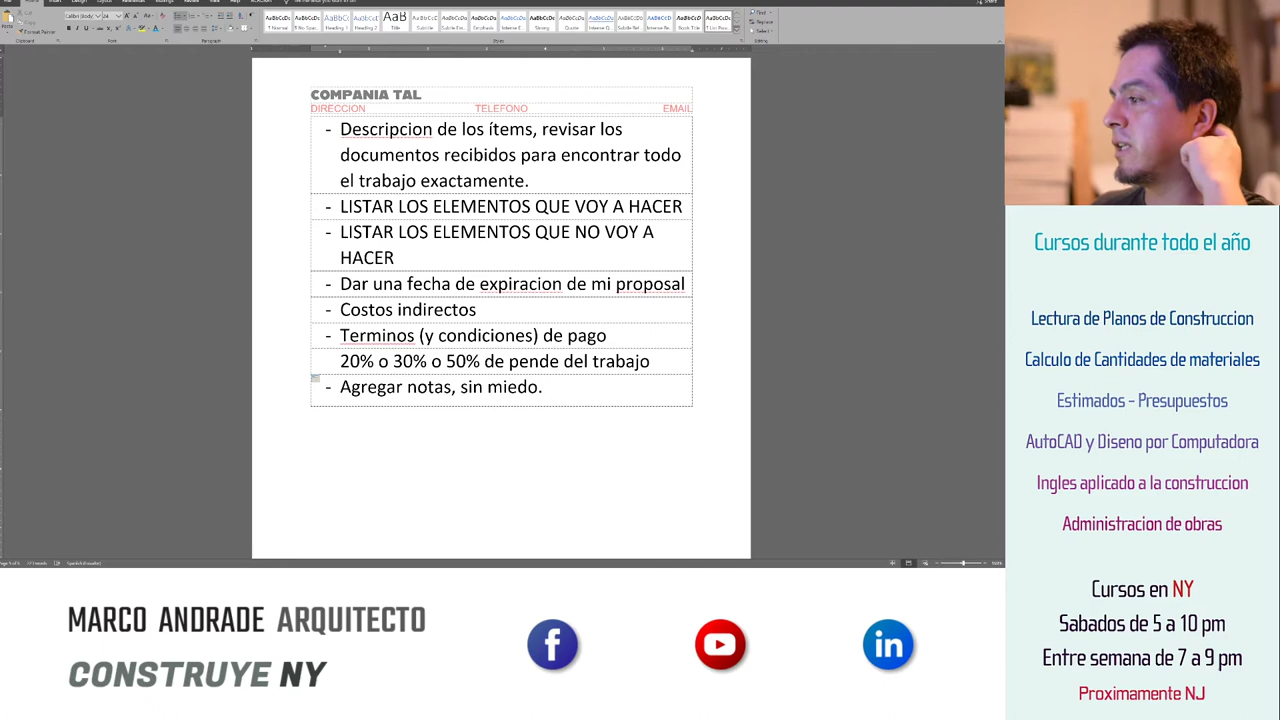 COMPANIA TAL
DIRECCION TELEFONO EMAIL
- Descripcion de los ítems, revisar los
documentos recibidos para encontrar todo
el trabajo exactamente.
- LISTAR LOS ELEMENTOS QUE VOY A HACER
- LISTAR LOS ELEMENTOS QUE NO VOY A
HACER
- Dar una fecha de expiracion de mi proposal
- Costos indirectos
- Terminos (y condiciones) de pago
20% o 30% o 50% de pende del trabajo
- Agregar notas, sin miedo.
Cursos durante todo el año
Lectura de Planos de Construccion
Calculo de Cantidades de materiales
Estimados - Presupuestos
AutoCAD y Diseno por Computadora
Ingles aplicado a la construccion
Administracion de obras
Cursos en NY
Sabados de 5 a 10 pm
Entre semana de 7 a 9 pm
Proximamente NJ
MARCO ANDRADE ARQUITECTO
CONSTRUYE NY